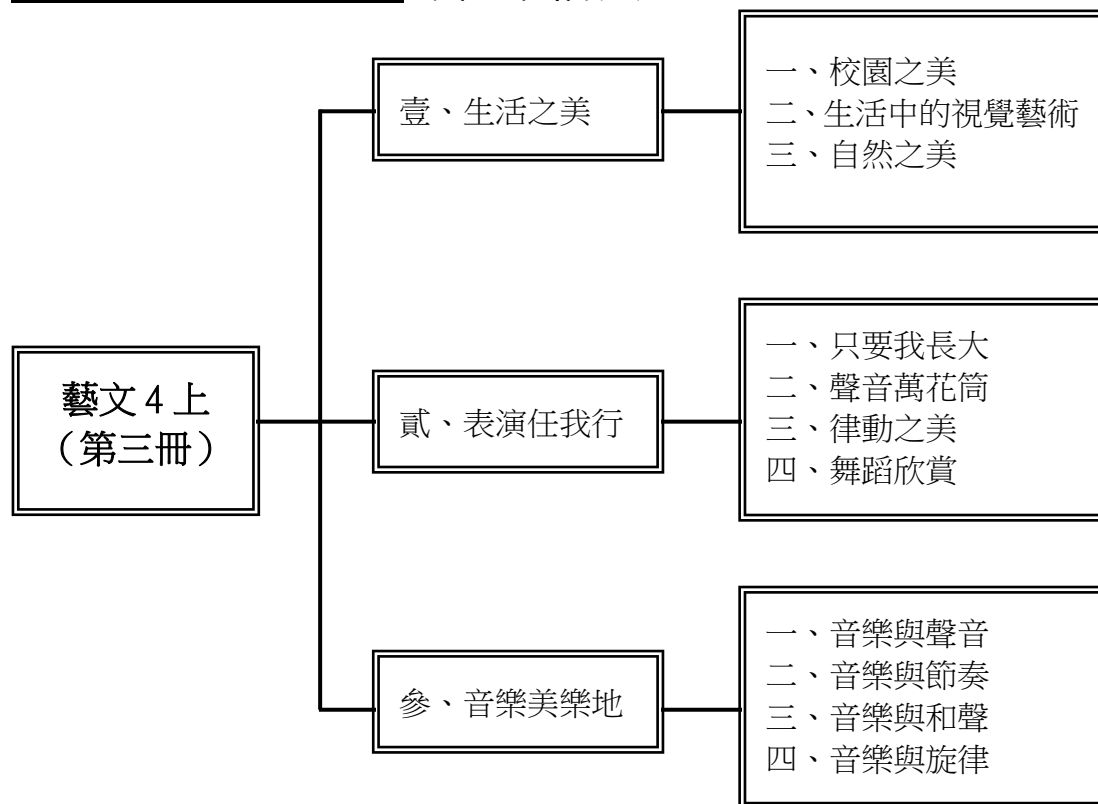 藝文４上
（第三冊）
壹、生活之美
一、校園之美
二、生活中的視覺藝術
三、自然之美
貳、表演任我行
一、只要我長大
二、聲音萬花筒
三、律動之美
四、舞蹈欣賞
參、音樂美樂地
一、音樂與聲音
二、音樂與節奏
三、音樂與和聲
四、音樂與旋律